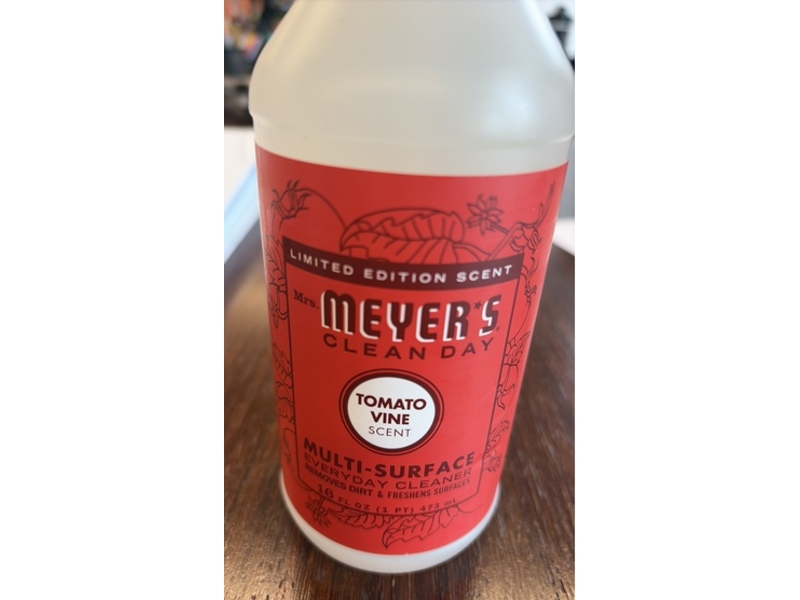 LIMITED EDITION SCENT
Mrs. MEYER'S
CLEAN DAY
TOMATO
VINE
SCENT
MULTI-SURFACE
EVERYDAY CLEANER
REMOVES DIRT & FRESHENS SURFACES
16 FL OZ (1 PT) 473 mL